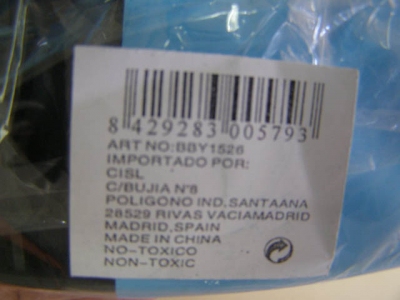 8 429283 005793
ART NO:BBY1526
IMPORTADO POR:
CISL
C/BUJIA Nº8
POLIGONO IND,SANTAANA
28529 RIVAS VACIAMADRID
MADRID,SPAIN
MADE IN CHINA
NO-TOXICO
NON-TOXIC